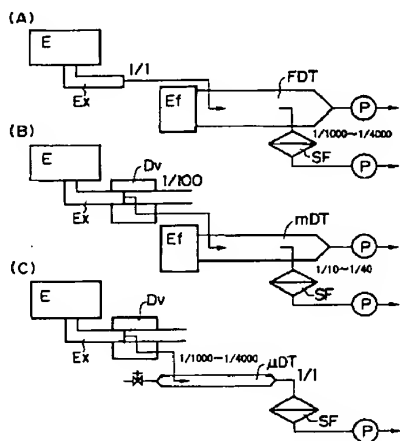 (A)
E
1/1
FDT
Ex
Ef
P
1/1000~1/4000
SF
P
(B)
E
Dv
1/100
mDT
Ex
Ef
P
1/10~1/40
SF
P
(C)
E
Dv
1/1000~1/4000
μDT
1/1
Ex
SF
P